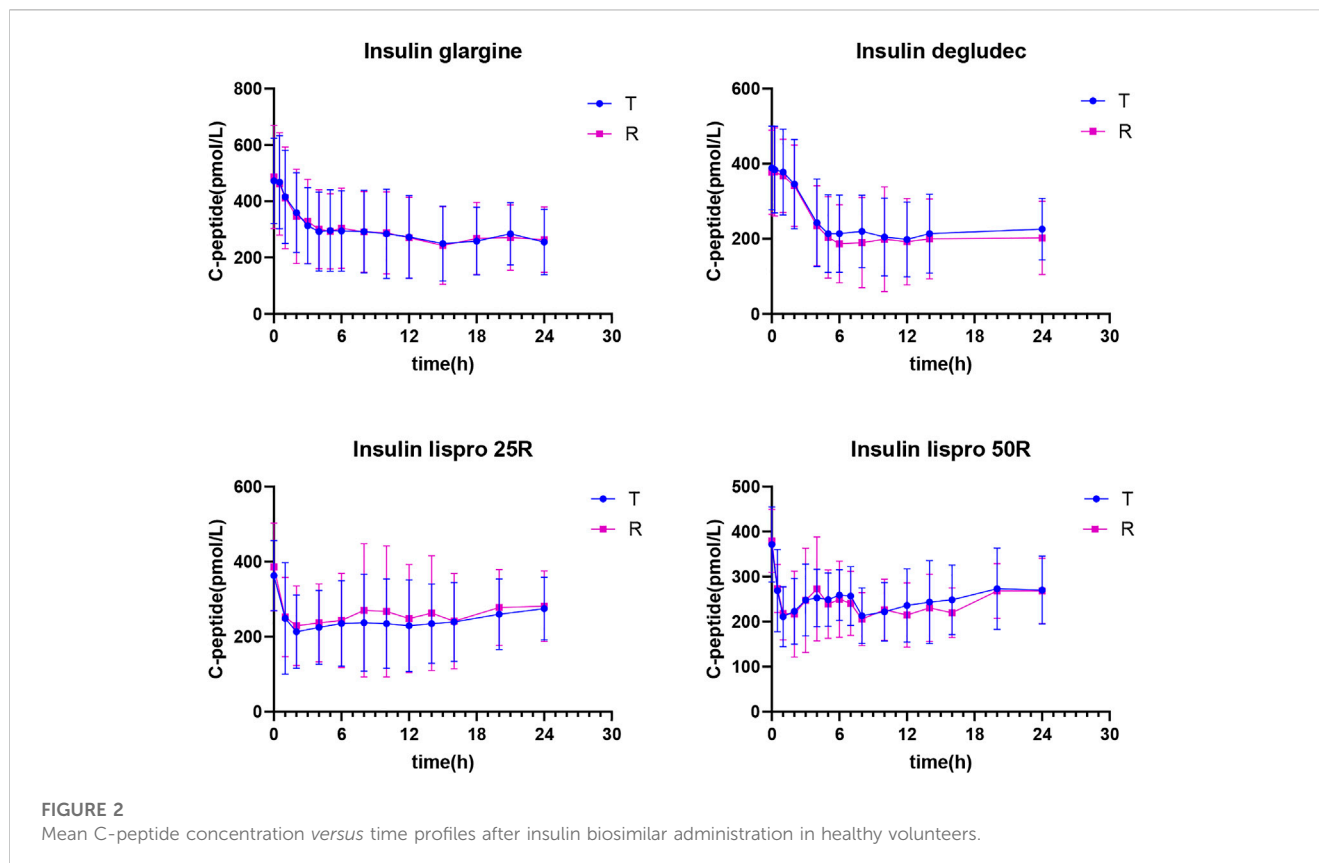 Insulin glargine
C-peptide(pmol/L)
800
600
400
200
0
0 6 12 18 24 30
time(h)
T
R
Insulin degludec
C-peptide(pmol/L)
600
400
200
0
0 6 12 18 24 30
time(h)
T
R
Insulin lispro 25R
C-peptide(pmol/L)
600
400
200
0
0 6 12 18 24 30
time(h)
T
R
Insulin lispro 50R
C-peptide(pmol/L)
500
400
300
200
100
0
0 6 12 18 24 30
time(h)
T
R
FIGURE 2
Mean C-peptide concentration versus time profiles after insulin biosimilar administration in healthy volunteers.